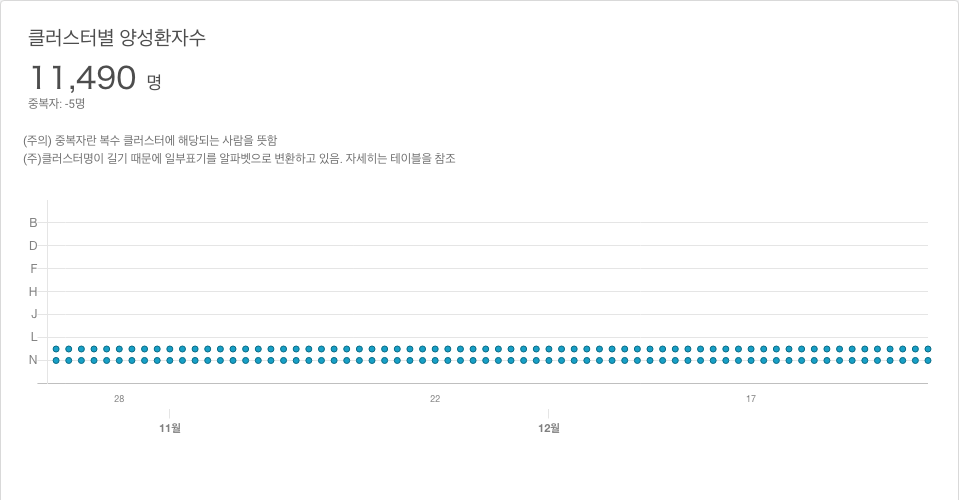 클러스터별 양성환자수
11,490 명
중복자: -5명
(주의) 중복자란 복수 클러스터에 해당되는 사람을 뜻함
(주)클러스터명이 길기 때문에 일부표기를 알파벳으로 변환하고 있음. 자세히는 테이블을 참조
B
D
F
H
J
L
N
28 22 17
11월 12월